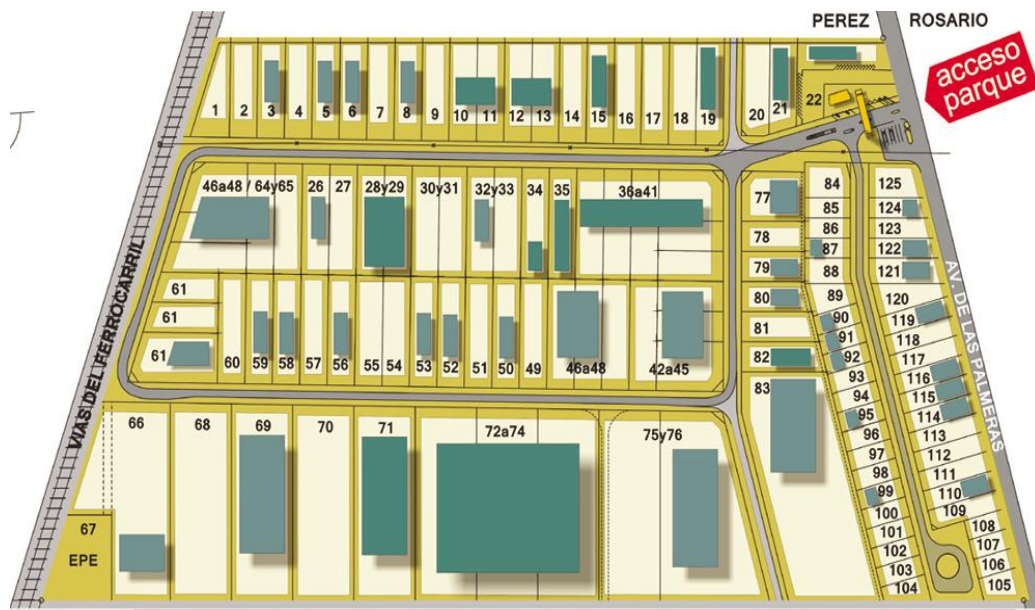 PEREZ ROSARIO
acceso
parque
1 2 3 4 5 6 7 8 9 10 11 12 13 14 15 16 17 18 19 20 21 22
46a48 / 64y65 26 27 28y29 30y31 32y33 34 35 36a41
77 84 125
85 124
86 123
78 87 122
79 88 121
61 80 89 120
61 90 119
81 91 118
61 60 59 58 57 56 55 54 53 52 51 50 49 46a48 42a45
82 92 117
83 93 116
94 115
95 114
96 113
97 112
98 111
99 110
100 109
101 108
102 107
103 106
104 105
66 68 69 70 71 72a74 75y76
67
EPE
VIAS DEL FERROCARRIL
AV. DE LAS PALMERAS